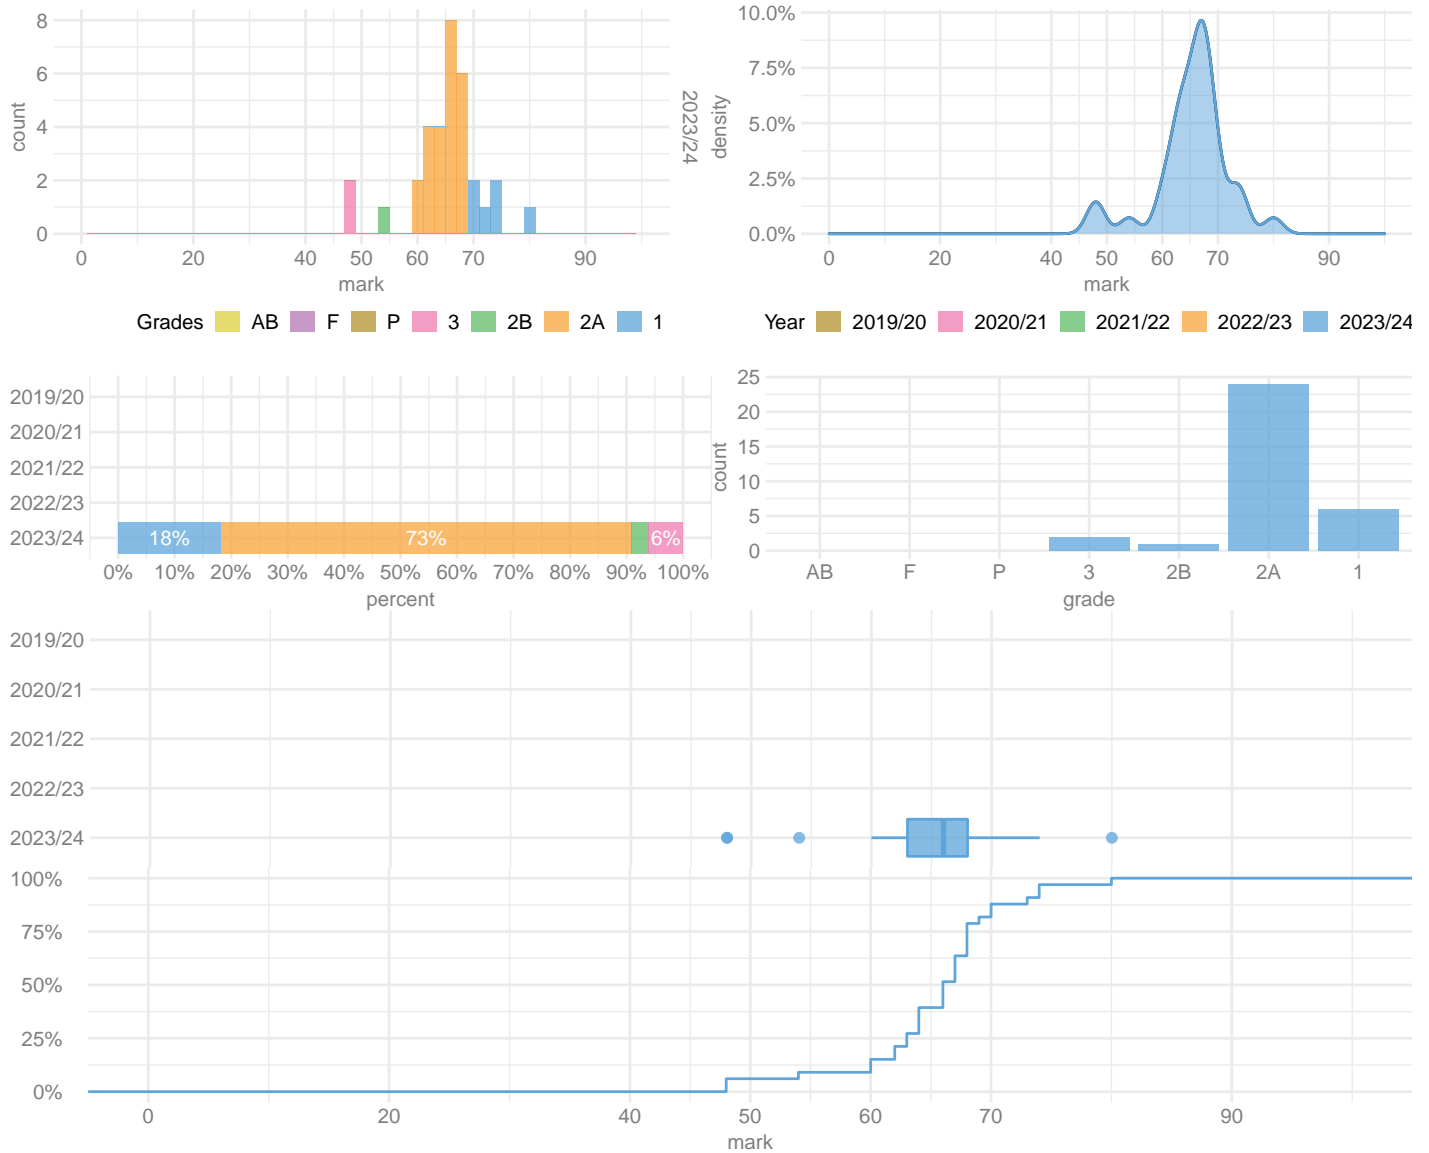 8
6
4
2
0
count
0 20 40 50 60 70 90
mark
2023/24
Grades AB F P 3 2B 2A 1
10.0%
7.5%
5.0%
2.5%
0.0%
density
0 20 40 50 60 70 90
mark
Year 2019/20 2020/21 2021/22 2022/23 2023/24
2019/20
2020/21
2021/22
2022/23
2023/24 18% 73% 6%
0% 10% 20% 30% 40% 50% 60% 70% 80% 90% 100%
percent
25
20
15
10
5
0
count
AB F P 3 2B 2A 1
grade
2019/20
2020/21
2021/22
2022/23
2023/24
100%
75%
50%
25%
0%
0 20 40 50 60 70 90
mark